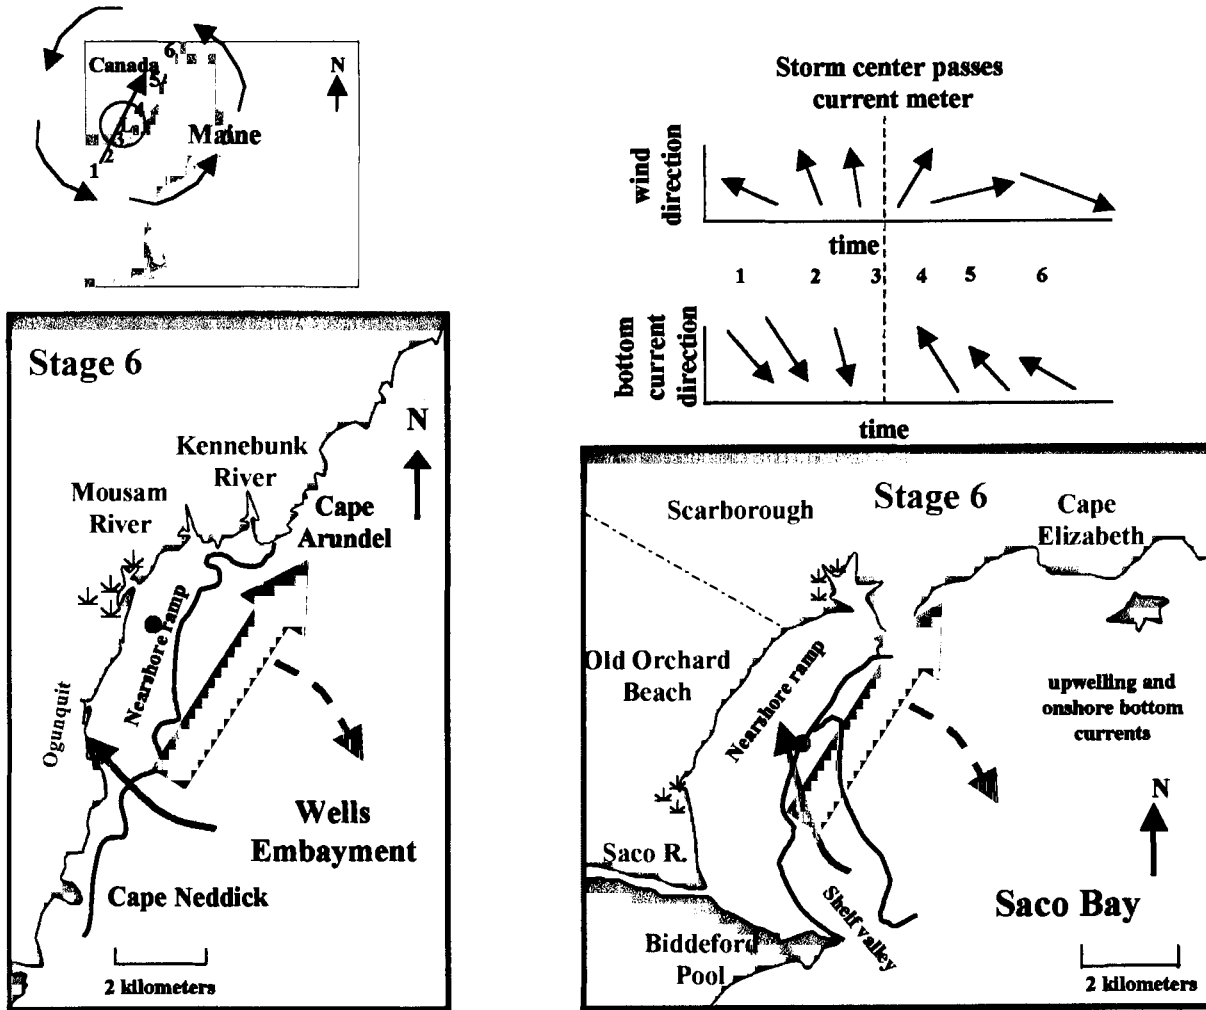 6
Canada
N
5
4
L
3
2
1
Maine
Storm center passes
current meter
wind
direction
time
1 2 3 4 5 6
bottom
current
direction
time
Stage 6
N
Kennebunk
River
Mousam
River
Cape
Arundel
Nearshore ramp
Ogunquit
Wells
Embayment
Cape Neddick
2 kilometers
Stage 6
Scarborough
Cape
Elizabeth
Old Orchard
Beach
Nearshore ramp
upwelling and
onshore bottom
currents
N
Saco R.
Shelf valley
Saco Bay
Biddeford
Pool
2 kilometers